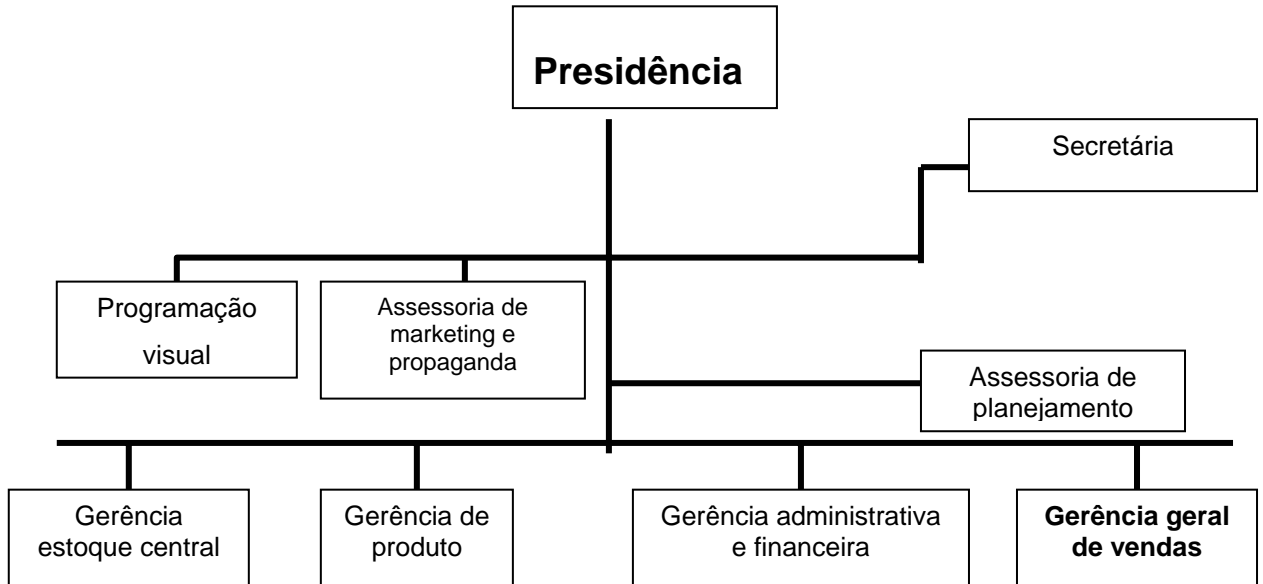 Presidência
Secretária
Programação
visual
Assessoria de
marketing e
propaganda
Assessoria de
planejamento
Gerência
estoque central
Gerência de
produto
Gerência administrativa
e financeira
Gerência geral
de vendas